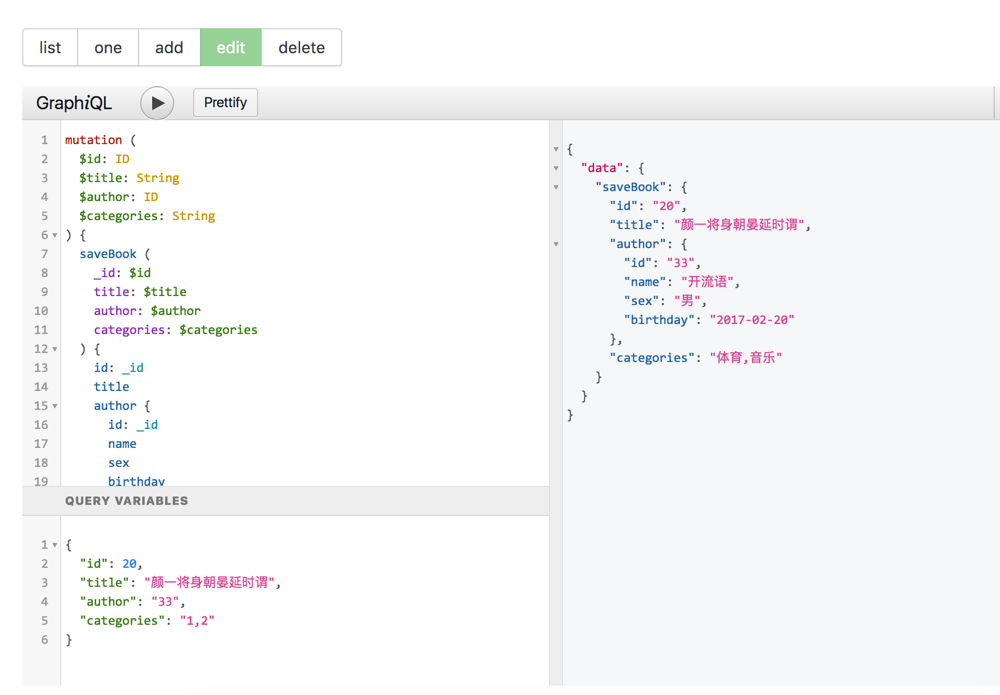 list one add edit delete
GraphiQL Prettify
1 mutation (
2 $id: ID
3 $title: String
4 $author: ID
5 $categories: String
6 ) {
7 saveBook (
8 _id: $id
9 title: $title
10 author: $author
11 categories: $categories
12 ) {
13 id: _id
14 title
15 author {
16 id: _id
17 name
18 sex
19 birthday
QUERY VARIABLES
1 {
2 "id": 20,
3 "title": "颜一将身朝晏延时谓",
4 "author": "33",
5 "categories": "1,2"
6 }
{
"data": {
"saveBook": {
"id": "20",
"title": "颜一将身朝晏延时谓",
"author": {
"id": "33",
"name": "开流语",
"sex": "男",
"birthday": "2017-02-20"
},
"categories": "体育,音乐"
}
}
}